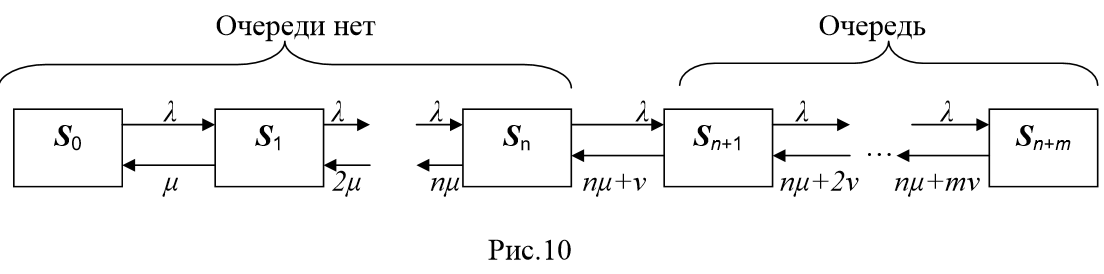 Очереди нет Очередь
λ λ λ λ λ λ
S0 S1 Sn Sn+1 Sn+m
μ 2μ nμ nμ+ν nμ+2ν ... nμ+mν
Рис.10